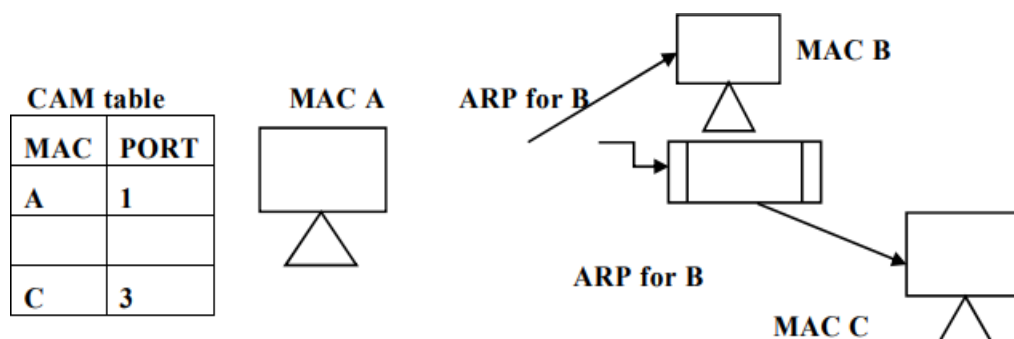 CAM table
MAC PORT
A 1
C 3
MAC A
ARP for B
MAC B
ARP for B
MAC C